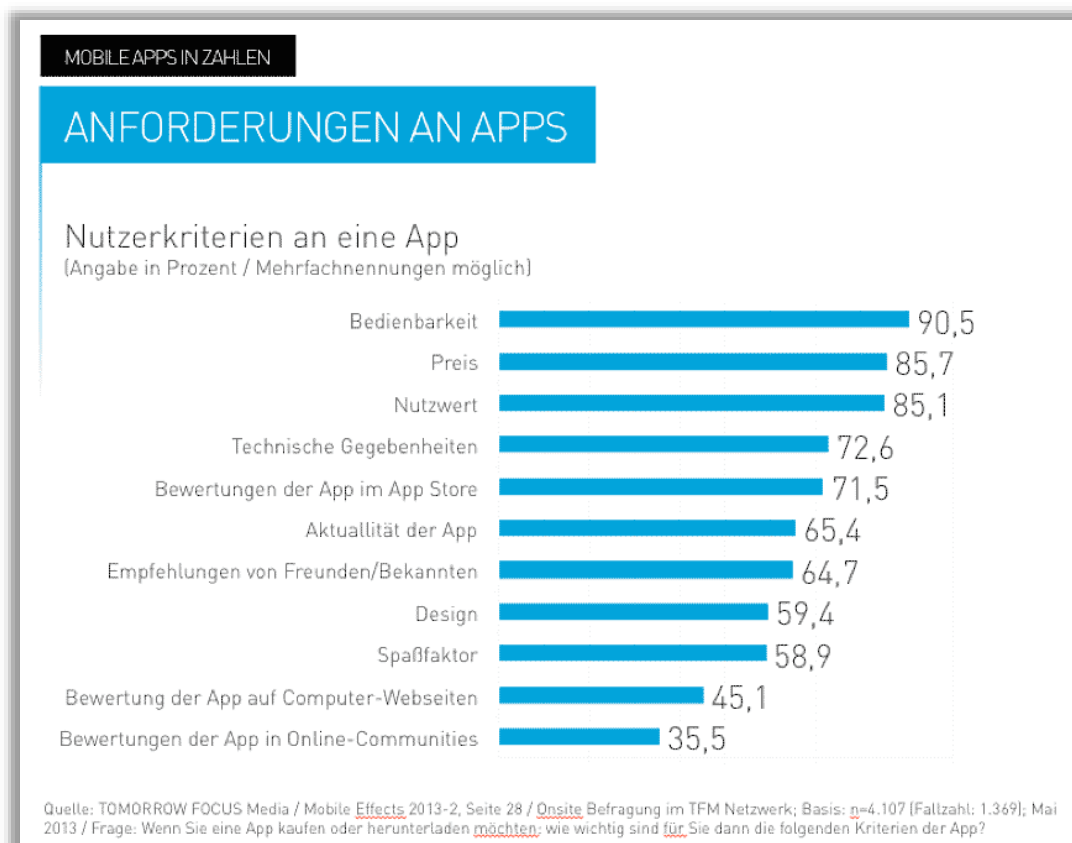 MOBILE APPS IN ZAHLEN
ANFORDERUNGEN AN APPS
Nutzerkriterien an eine App
(Angabe in Prozent / Mehrfachnennungen möglich)
Bedienbarkeit 90,5
Preis 85,7
Nutzwert 85,1
Technische Gegebenheiten 72,6
Bewertungen der App im App Store 71,5
Aktuallität der App 65,4
Empfehlungen von Freunden/Bekannten 64,7
Design 59,4
Spaßfaktor 58,9
Bewertung der App auf Computer-Webseiten 45,1
Bewertungen der App in Online-Communities 35,5
Quelle: TOMORROW FOCUS Media / Mobile Effects 2013-2, Seite 28 / Onsite Befragung im TFM Netzwerk; Basis: n=4.107 (Fallzahl: 1.369); Mai
2013 / Frage: Wenn Sie eine App kaufen oder herunterladen möchten: wie wichtig sind für Sie dann die folgenden Kriterien der App?